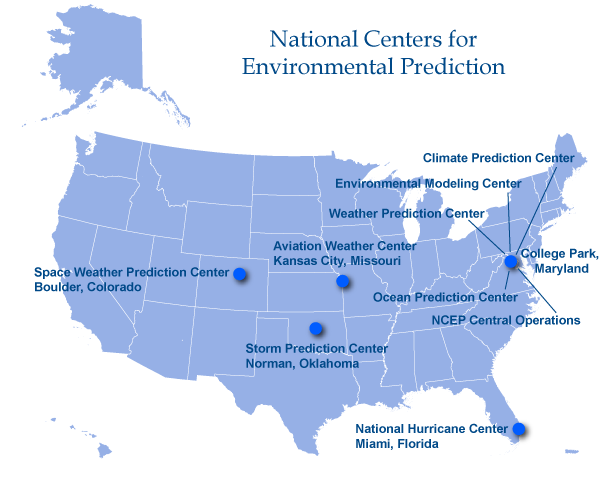 National Centers for
Environmental Prediction
Climate Prediction Center
Environmental Modeling Center
Weather Prediction Center
Aviation Weather Center
Kansas City, Missouri
College Park,
Maryland
Space Weather Prediction Center
Boulder, Colorado
Ocean Prediction Center
NCEP Central Operations
Storm Prediction Center
Norman, Oklahoma
National Hurricane Center
Miami, Florida